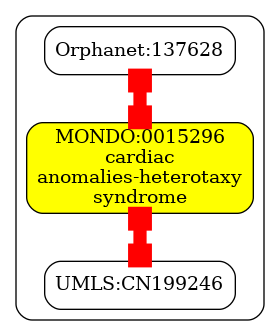 Orphanet:137628
MONDO:0015296
cardiac
anomalies-heterotaxy
syndrome
UMLS:CN199246